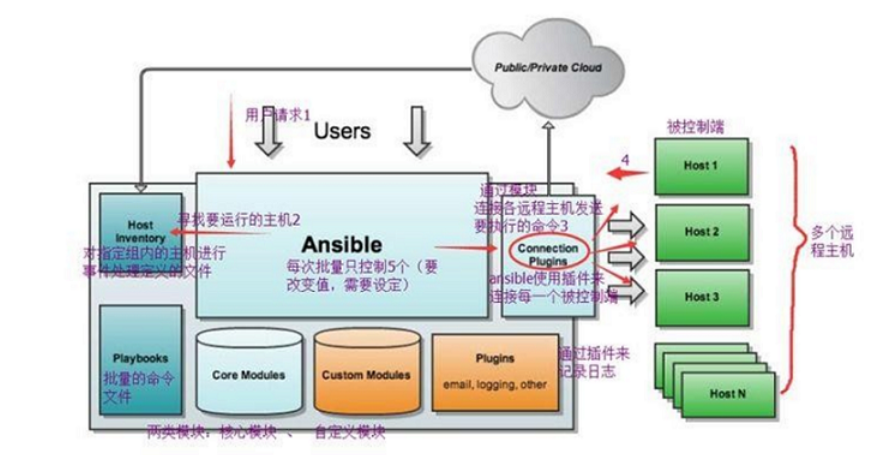 Public/Private Cloud
用户请求1
Users
被控制端
Host 1
4
通过模块
连接各远程主机发送
要执行的命令3
Host
Inventory
寻找要运行的主机2
对指定组内的主机进行
事件处理定义的文件
Ansible
每次批量只控制5个（要
改变值，需要设定）
Connection
Plugins
ansible使用插件来
连接每一个被控制端
Host 2
多个远
程主机
Host 3
Playbooks
批量的命令
文件
Core Modules
Custom Modules
Plugins
email, logging, other
通过插件来
记录日志
Host N
两类模块：核心模块 、 自定义模块